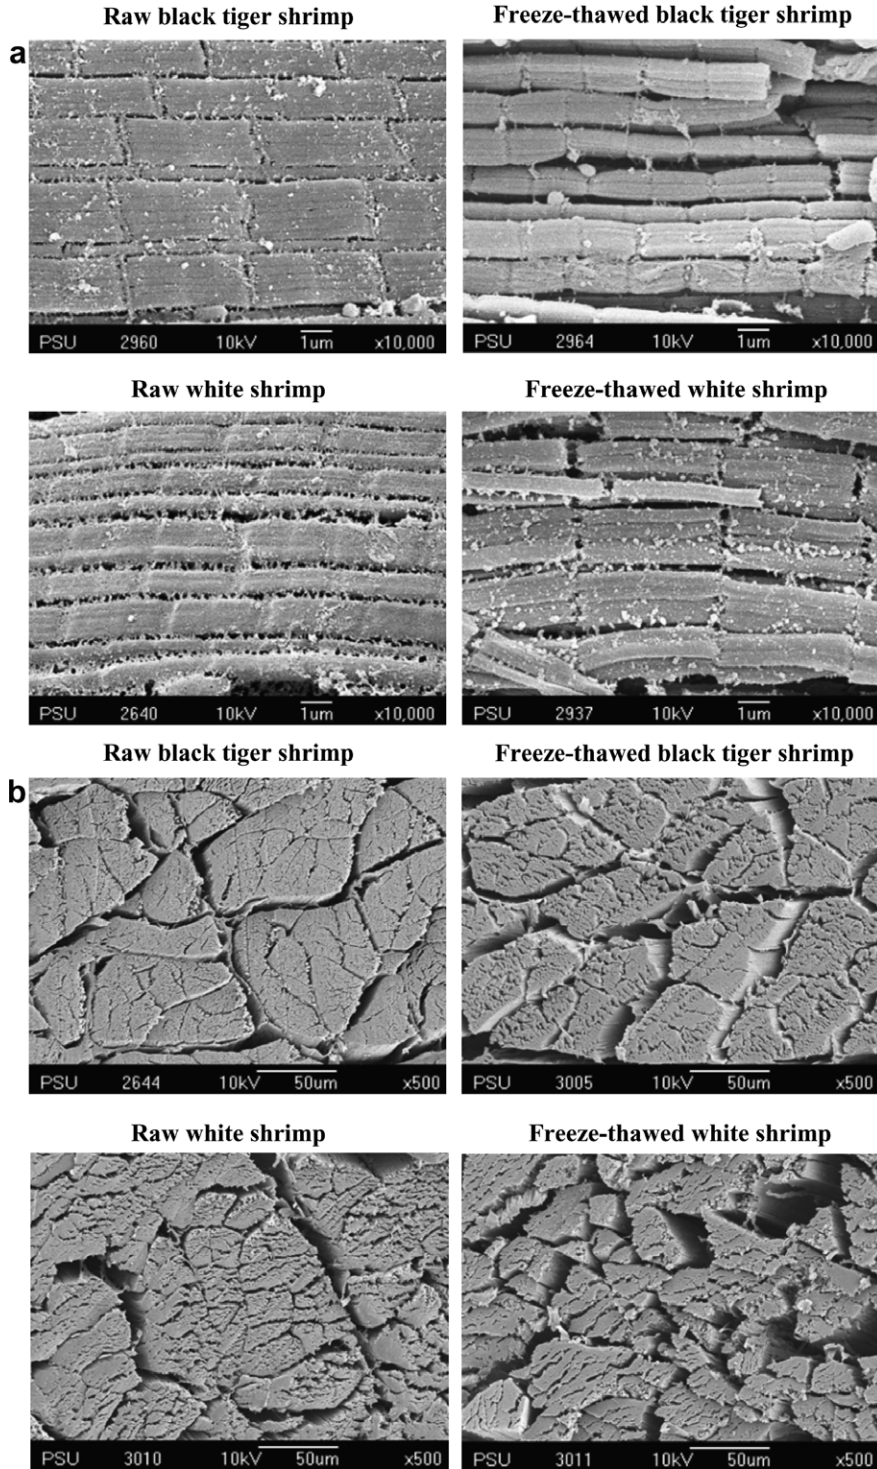 Raw black tiger shrimp Freeze-thawed black tiger shrimp
a
PSU 2960 10kV 1um x10,000 PSU 2964 10kV 1um x10,000
Raw white shrimp Freeze-thawed white shrimp
PSU 2640 10kV 1um x10,000 PSU 2937 10kV 1um x10,000
Raw black tiger shrimp Freeze-thawed black tiger shrimp
b
PSU 2644 10kV 50um x500 PSU 3005 10kV 50um x500
Raw white shrimp Freeze-thawed white shrimp
PSU 3010 10kV 50um x500 PSU 3011 10kV 50um x500